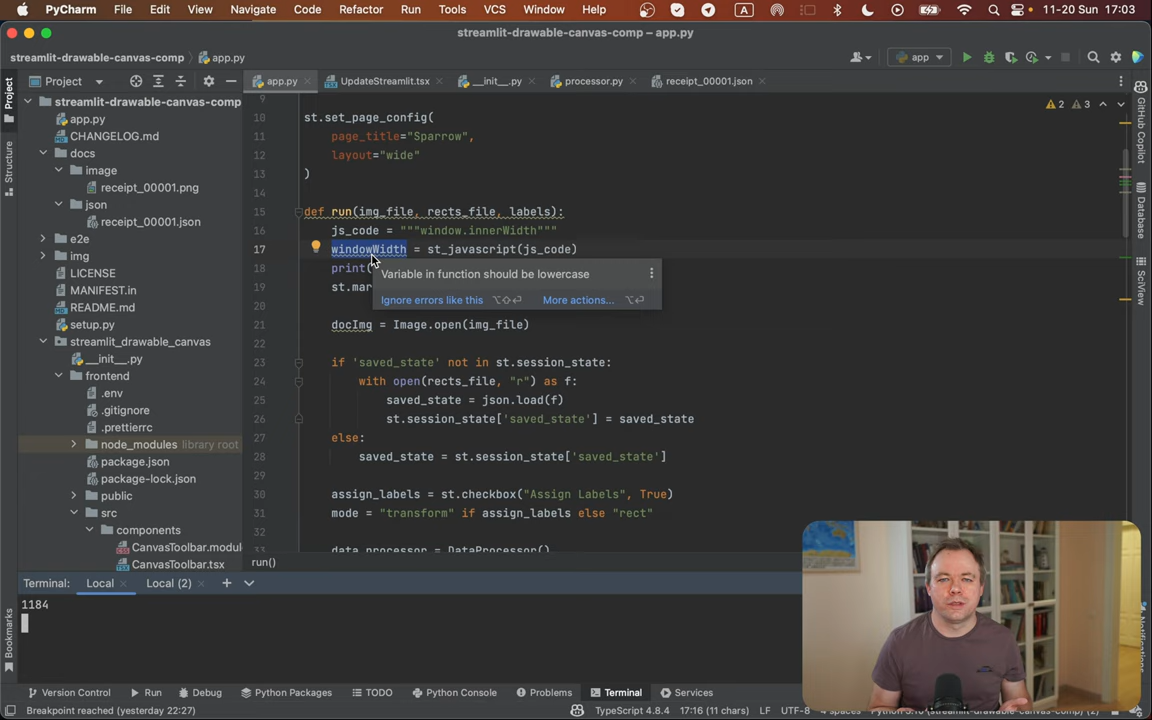 PyCharm File Edit View Navigate Code Refactor Run Tools VCS Window Help A 11-20 Sun 17:03
streamlit-drawable-canvas-comp – app.py
streamlit-drawable-canvas-comp app.py app
Project app.py UpdateStreamlit.tsx __init__.py processor.py receipt_00001.json
Project
Structure
Bookmarks
GitHub Copilot
Database
SciView
Notifications
streamlit-drawable-canvas-comp
app.py
CHANGELOG.md
docs
image
receipt_00001.png
json
receipt_00001.json
e2e
img
LICENSE
MANIFEST.in
README.md
setup.py
streamlit_drawable_canvas
__init__.py
frontend
.env
.gitignore
.prettierrc
node_modules library root
package.json
package-lock.json
public
src
components
CanvasToolbar.modul
CanvasToolbar.tsx
2 3
9
10 st.set_page_config(
11 page_title="Sparrow",
12 layout="wide"
13 )
14
15 def run(img_file, rects_file, labels):
16 js_code = """window.innerWidth"""
17 windowWidth = st_javascript(js_code)
18 print(
19 st.mar
Variable in function should be lowercase
Ignore errors like this ⌥⇧⏎ More actions... ⌥⏎
21 docImg = Image.open(img_file)
22
23 if 'saved_state' not in st.session_state:
24 with open(rects_file, "r") as f:
25 saved_state = json.load(f)
26 st.session_state['saved_state'] = saved_state
27 else:
28 saved_state = st.session_state['saved_state']
29
30 assign_labels = st.checkbox("Assign Labels", True)
31 mode = "transform" if assign_labels else "rect"
32
33 data_processor = DataProcessor()
run()
Terminal: Local Local (2)
1184
Version Control Run Debug Python Packages TODO Python Console Problems Terminal Services
Breakpoint reached (yesterday 22:27) TypeScript 4.8.4 17:16 (11 chars) LF UTF-8 4 spaces